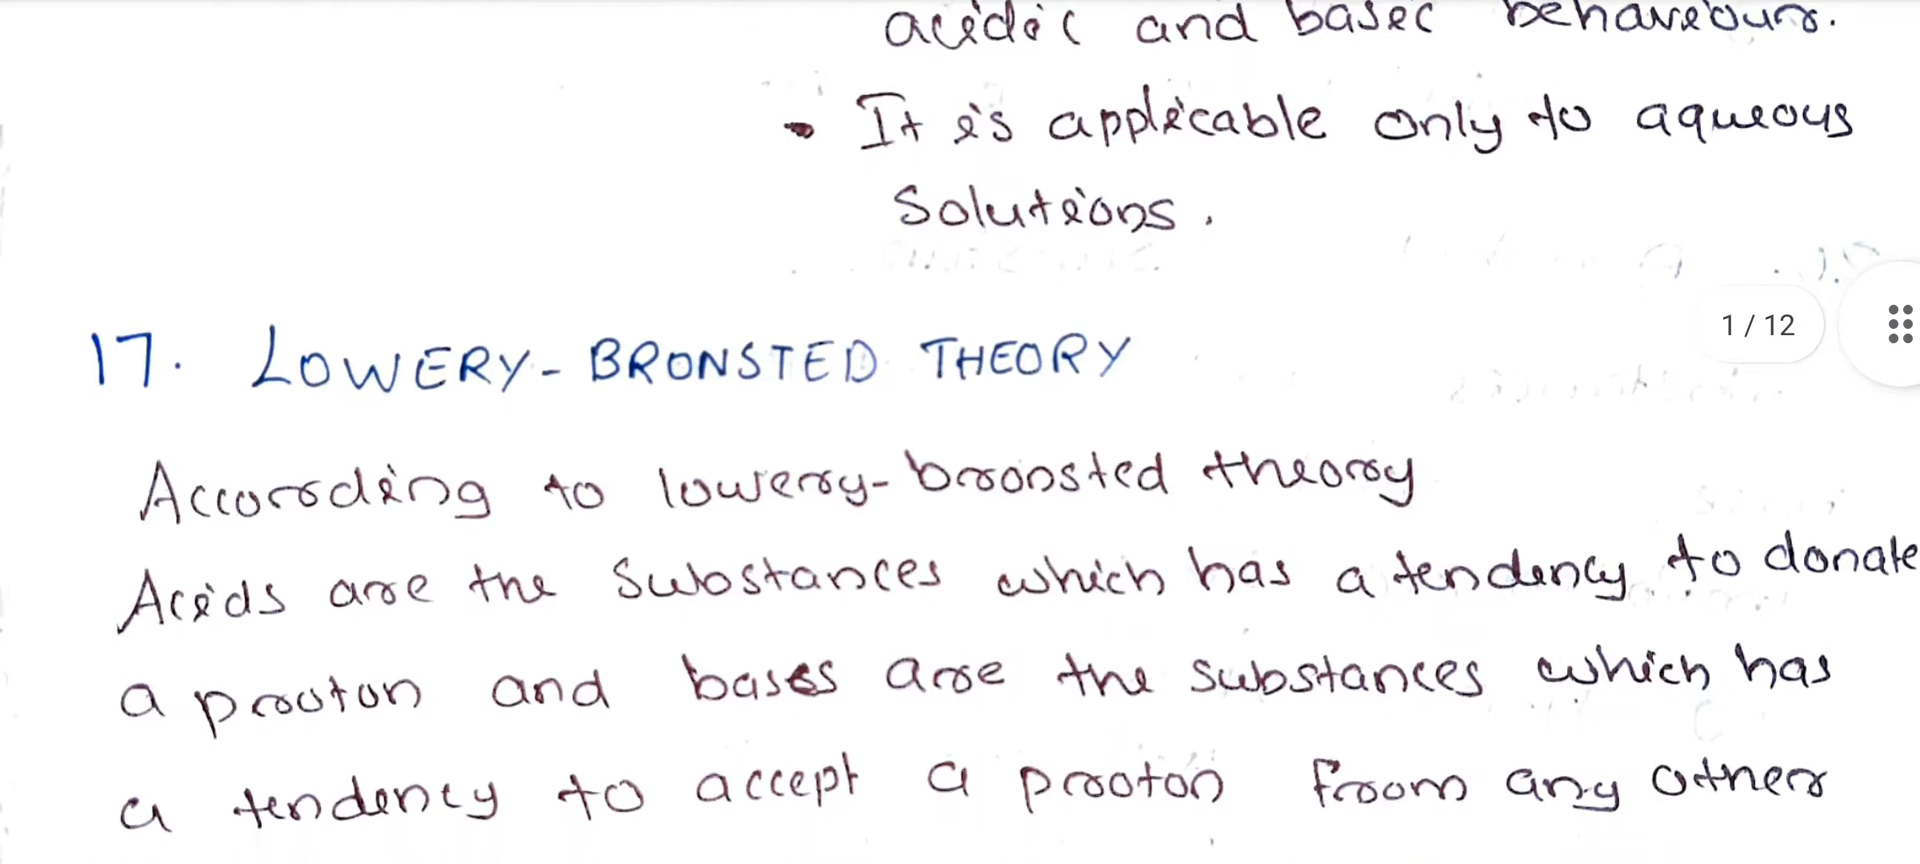 acidic and basic behaviours.
- It is applicable only to aqueous
Solutions.
1 / 12
17. LOWERY-BRONSTED THEORY
According to lowery-bronsted theory
Acids are the Substances which has a tendency to donate
a proton and bases are the substances which has
a tendency to accept a proton from any other